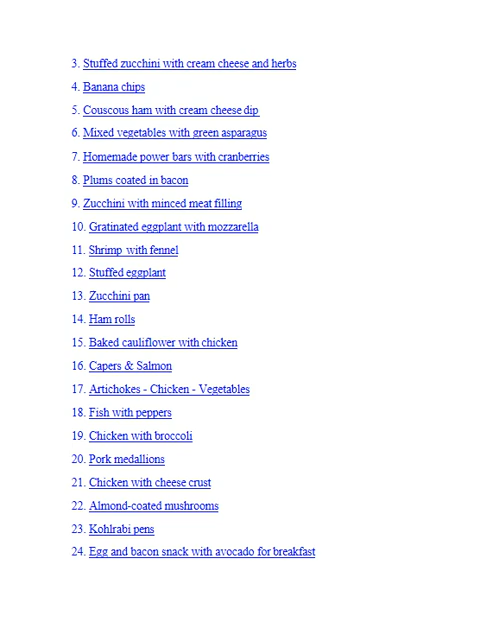 3. Stuffed zucchini with cream cheese and herbs
4. Banana chips
5. Couscous ham with cream cheese dip
6. Mixed vegetables with green asparagus
7. Homemade power bars with cranberries
8. Plums coated in bacon
9. Zucchini with minced meat filling
10. Gratinated eggplant with mozzarella
11. Shrimp with fennel
12. Stuffed eggplant
13. Zucchini pan
14. Ham rolls
15. Baked cauliflower with chicken
16. Capers & Salmon
17. Artichokes - Chicken - Vegetables
18. Fish with peppers
19. Chicken with broccoli
20. Pork medallions
21. Chicken with cheese crust
22. Almond-coated mushrooms
23. Kohlrabi pens
24. Egg and bacon snack with avocado for breakfast